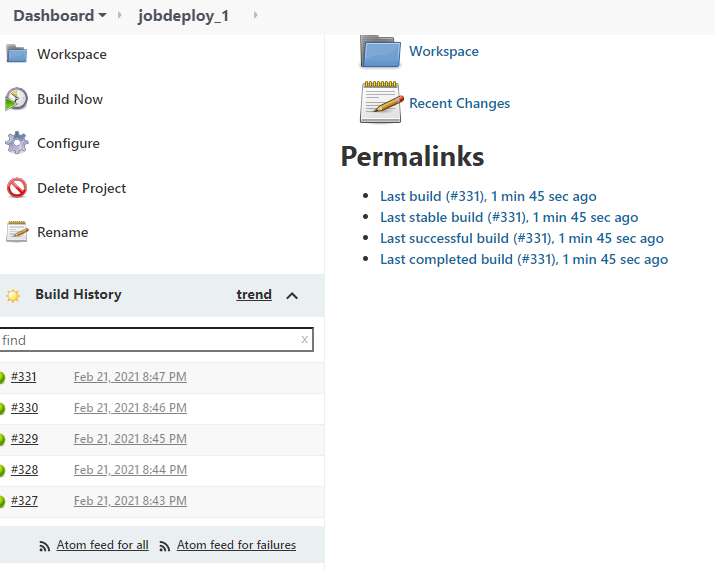 Dashboard jobdeploy_1
Workspace
Build Now
Configure
Delete Project
Rename
Build History trend
find x
#331 Feb 21, 2021 8:47 PM
#330 Feb 21, 2021 8:46 PM
#329 Feb 21, 2021 8:45 PM
#328 Feb 21, 2021 8:44 PM
#327 Feb 21, 2021 8:43 PM
Atom feed for all Atom feed for failures
Workspace
Recent Changes
Permalinks
Last build (#331), 1 min 45 sec ago
Last stable build (#331), 1 min 45 sec ago
Last successful build (#331), 1 min 45 sec ago
Last completed build (#331), 1 min 45 sec ago